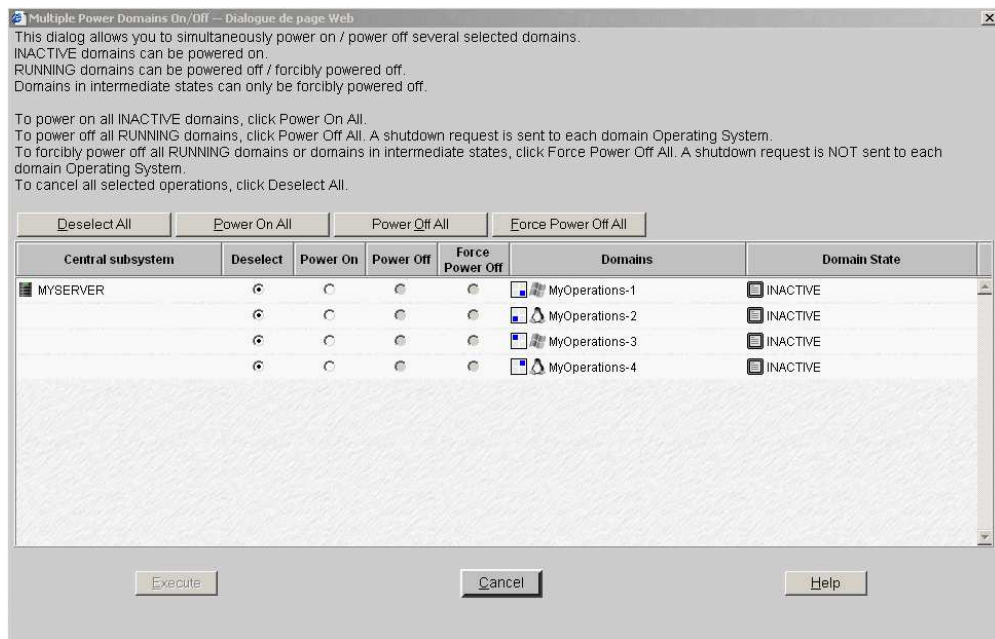 Multiple Power Domains On/Off -- Dialogue de page Web
This dialog allows you to simultaneously power on / power off several selected domains.
INACTIVE domains can be powered on.
RUNNING domains can be powered off / forcibly powered off.
Domains in intermediate states can only be forcibly powered off.
To power on all INACTIVE domains, click Power On All.
To power off all RUNNING domains, click Power Off All. A shutdown request is sent to each domain Operating System.
To forcibly power off all RUNNING domains or domains in intermediate states, click Force Power Off All. A shutdown request is NOT sent to each
domain Operating System.
To cancel all selected operations, click Deselect All.
Deselect All Power On All Power Off All Force Power Off All
Central subsystem Deselect Power On Power Off Force Power Off Domains Domain State
MYSERVER MyOperations-1 INACTIVE
MyOperations-2 INACTIVE
MyOperations-3 INACTIVE
MyOperations-4 INACTIVE
Execute Cancel Help